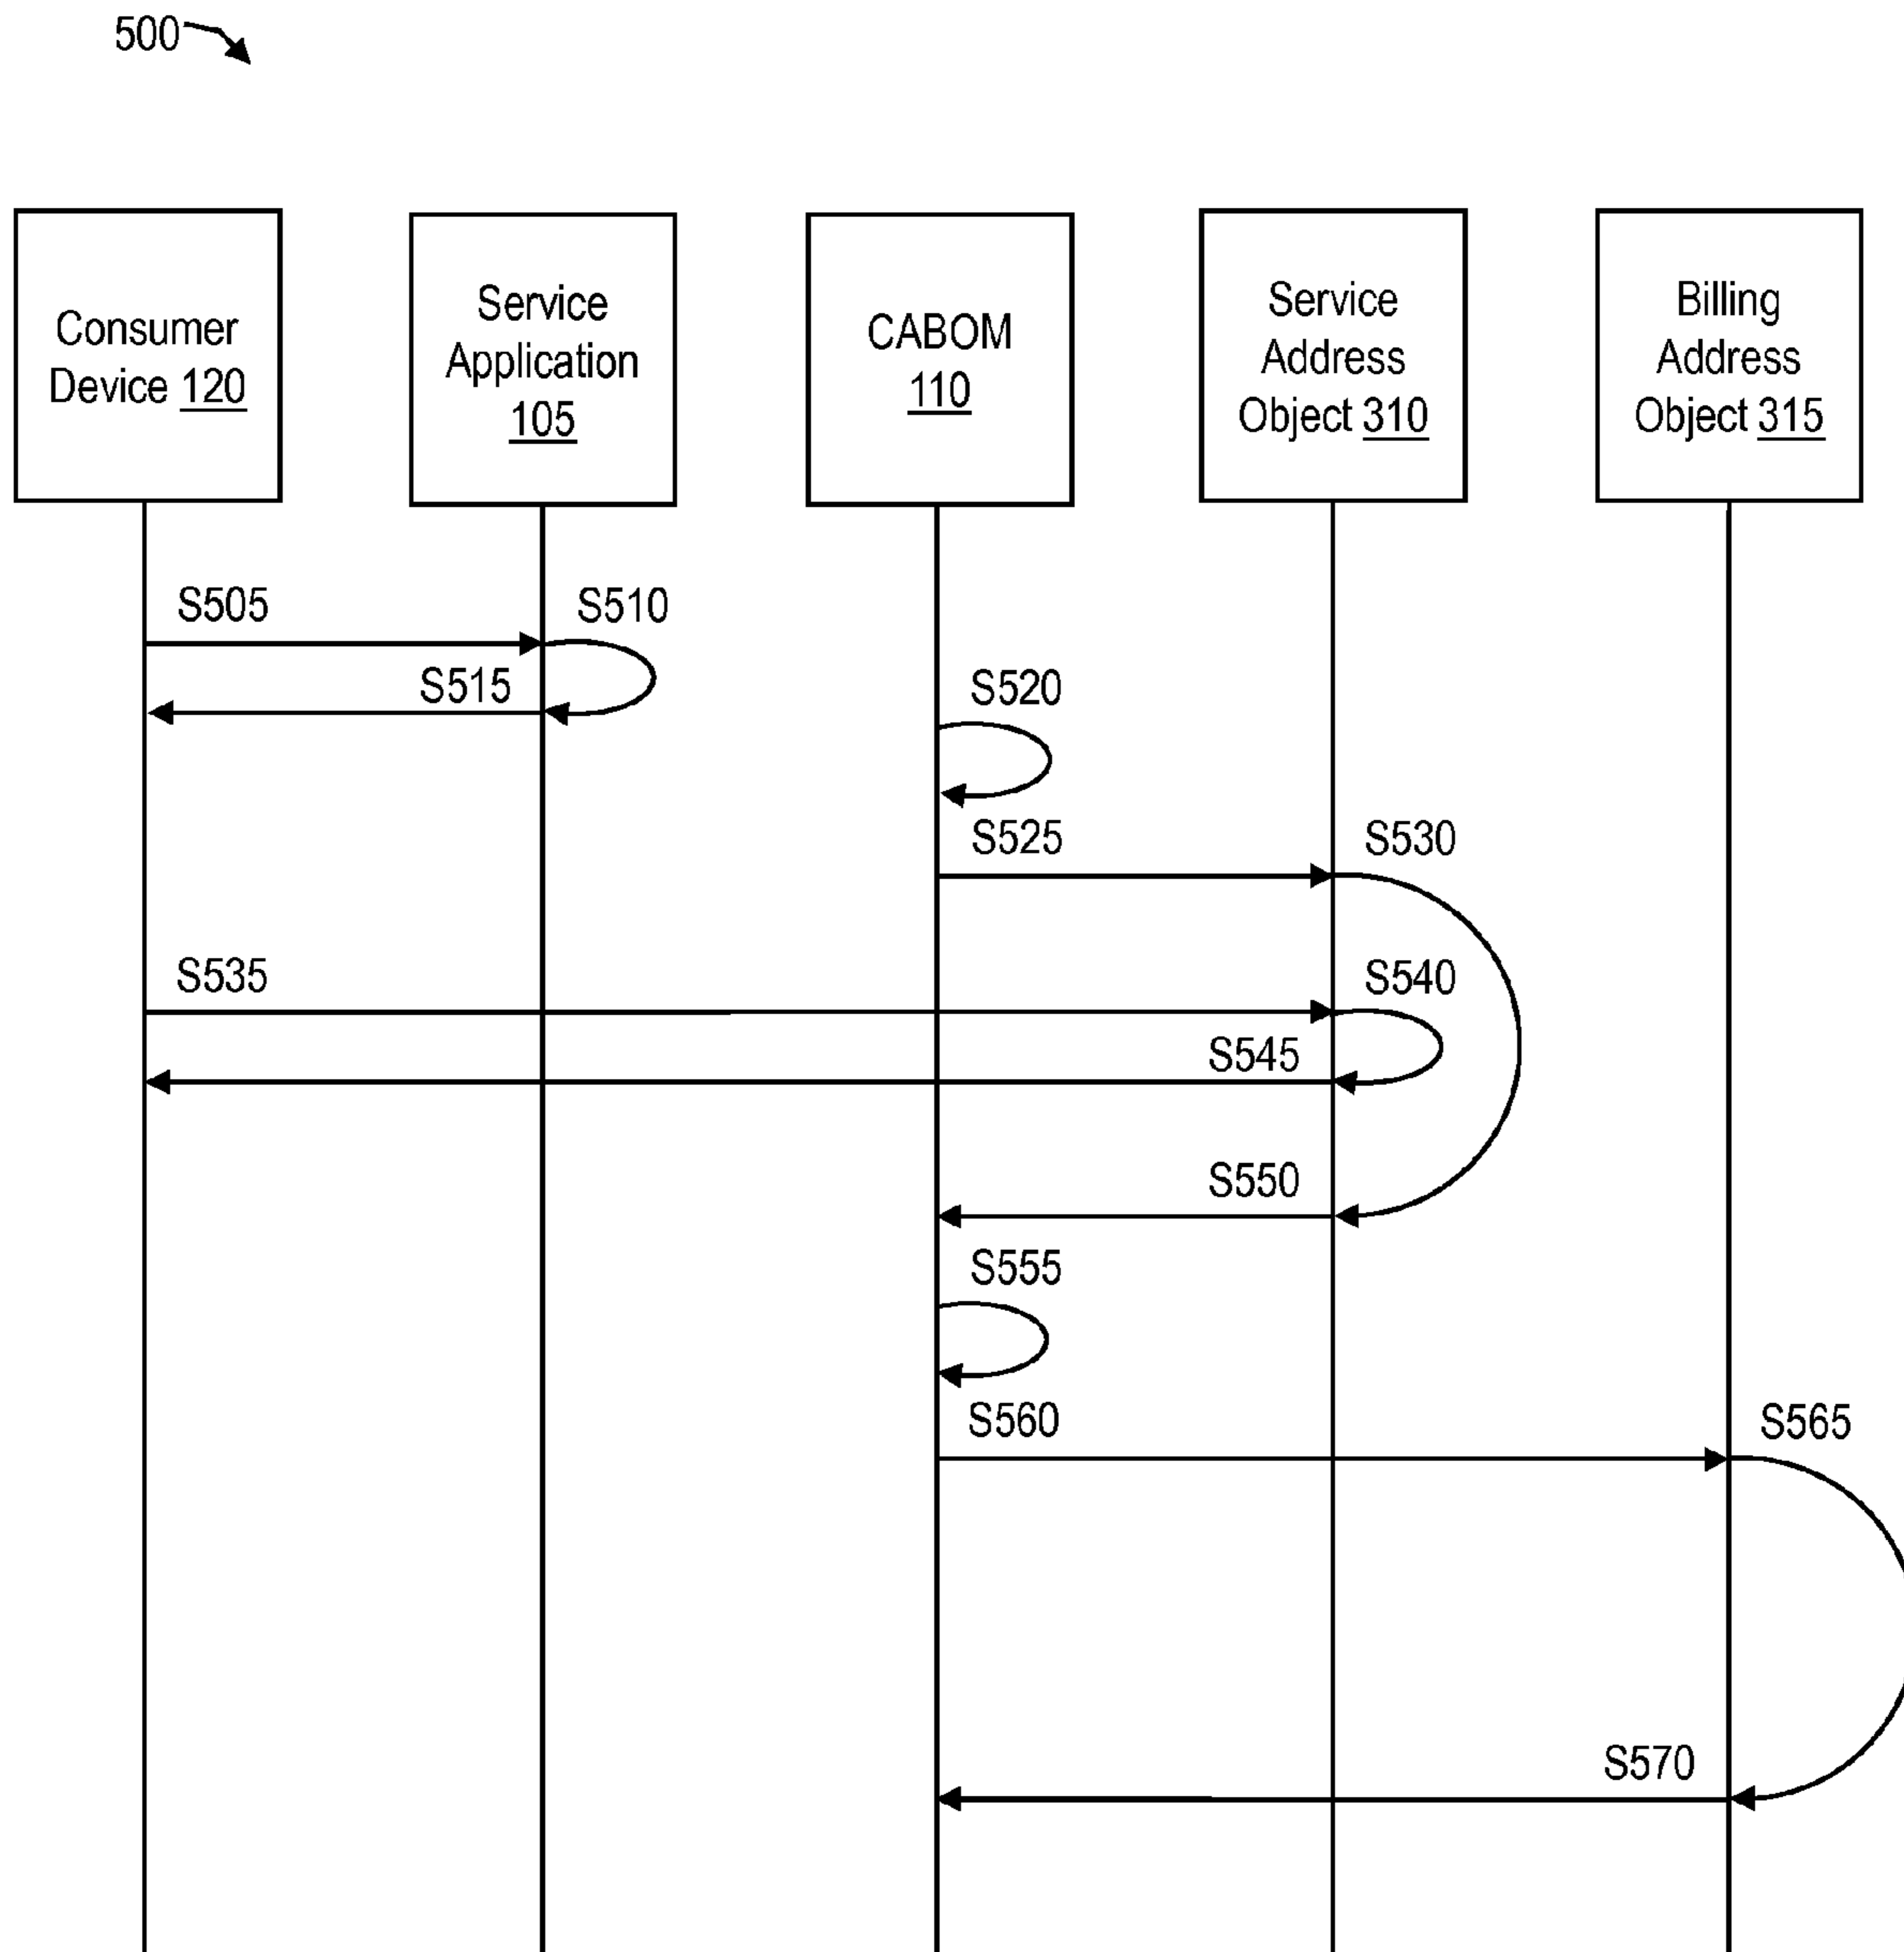 500
Consumer
Device 120
Service
Application
105
CABOM
110
Service
Address
Object 310
Billing
Address
Object 315
S505
S510
S515
S520
S525
S530
S535
S540
S545
S550
S555
S560
S565
S570